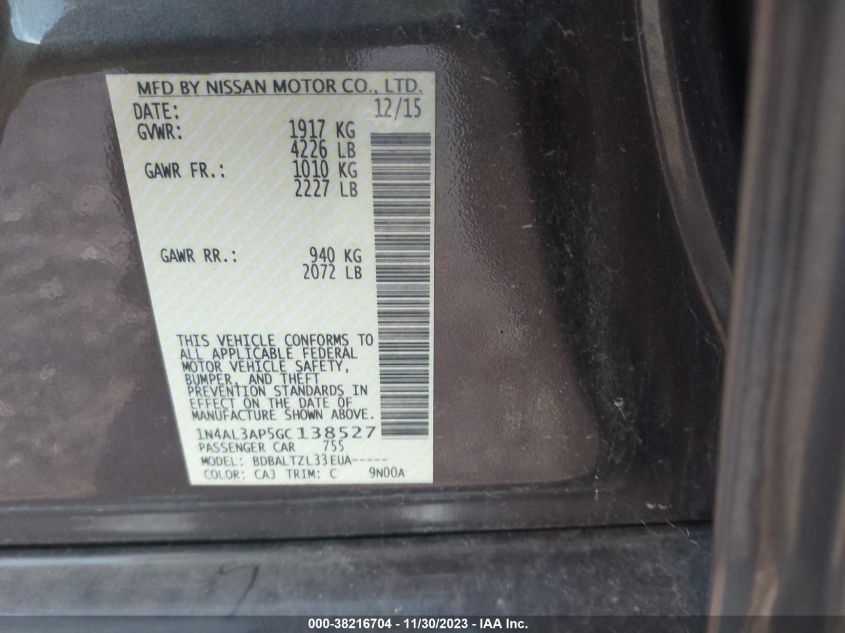 MFD BY NISSAN MOTOR CO., LTD.
DATE: 12/15
GVWR: 1917 KG
4226 LB
GAWR FR.: 1010 KG
2227 LB
GAWR RR.: 940 KG
2072 LB
THIS VEHICLE CONFORMS TO
ALL APPLICABLE FEDERAL
MOTOR VEHICLE SAFETY,
BUMPER, AND THEFT
PREVENTION STANDARDS IN
EFFECT ON THE DATE OF
MANUFACTURE SHOWN ABOVE.
1N4AL3AP5GC138527
PASSENGER CAR 755
MODEL: BDBALTZL33EUA-----
COLOR: CAJ TRIM: C 9N00A
000-38216704 - 11/30/2023 - IAA Inc.